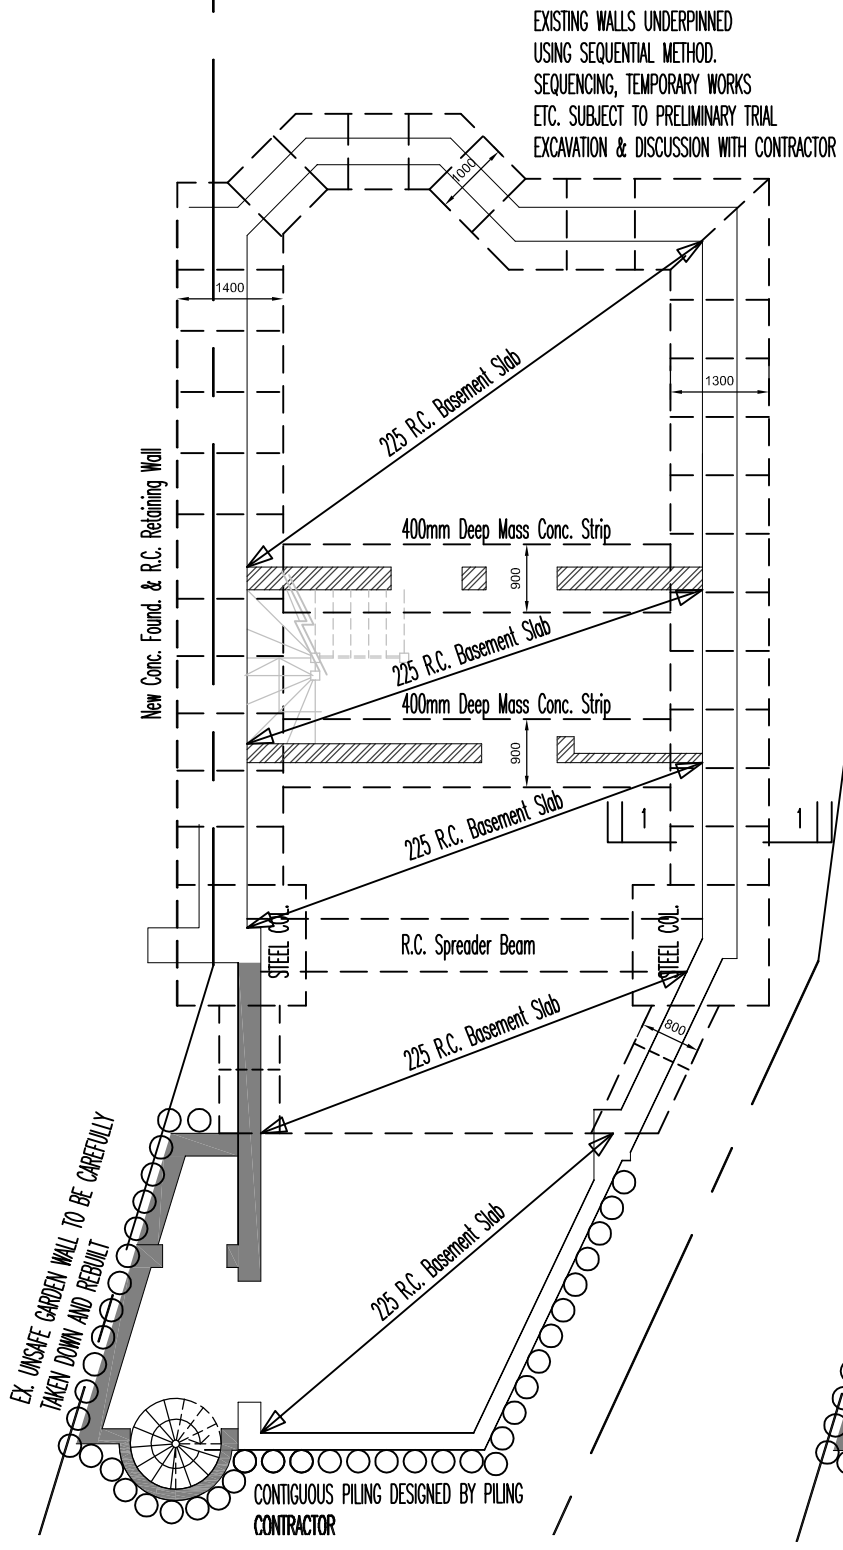 EXISTING WALLS UNDERPINNED
USING SEQUENTIAL METHOD.
SEQUENCING, TEMPORARY WORKS
ETC. SUBJECT TO PRELIMINARY TRIAL
EXCAVATION & DISCUSSION WITH CONTRACTOR
1000
1400
1300
225 R.C. Basement Slab
New Conc. Found. & R.C. Retaining Wall
400mm Deep Mass Conc. Strip
900
225 R.C. Basement Slab
400mm Deep Mass Conc. Strip
900
225 R.C. Basement Slab
1
1
STEEL COL.
R.C. Spreader Beam
STEEL COL.
225 R.C. Basement Slab
800
EX. UNSAFE GARDEN WALL TO BE CAREFULLY
TAKEN DOWN AND REBUILT
225 R.C. Basement Slab
CONTIGUOUS PILING DESIGNED BY PILING
CONTRACTOR